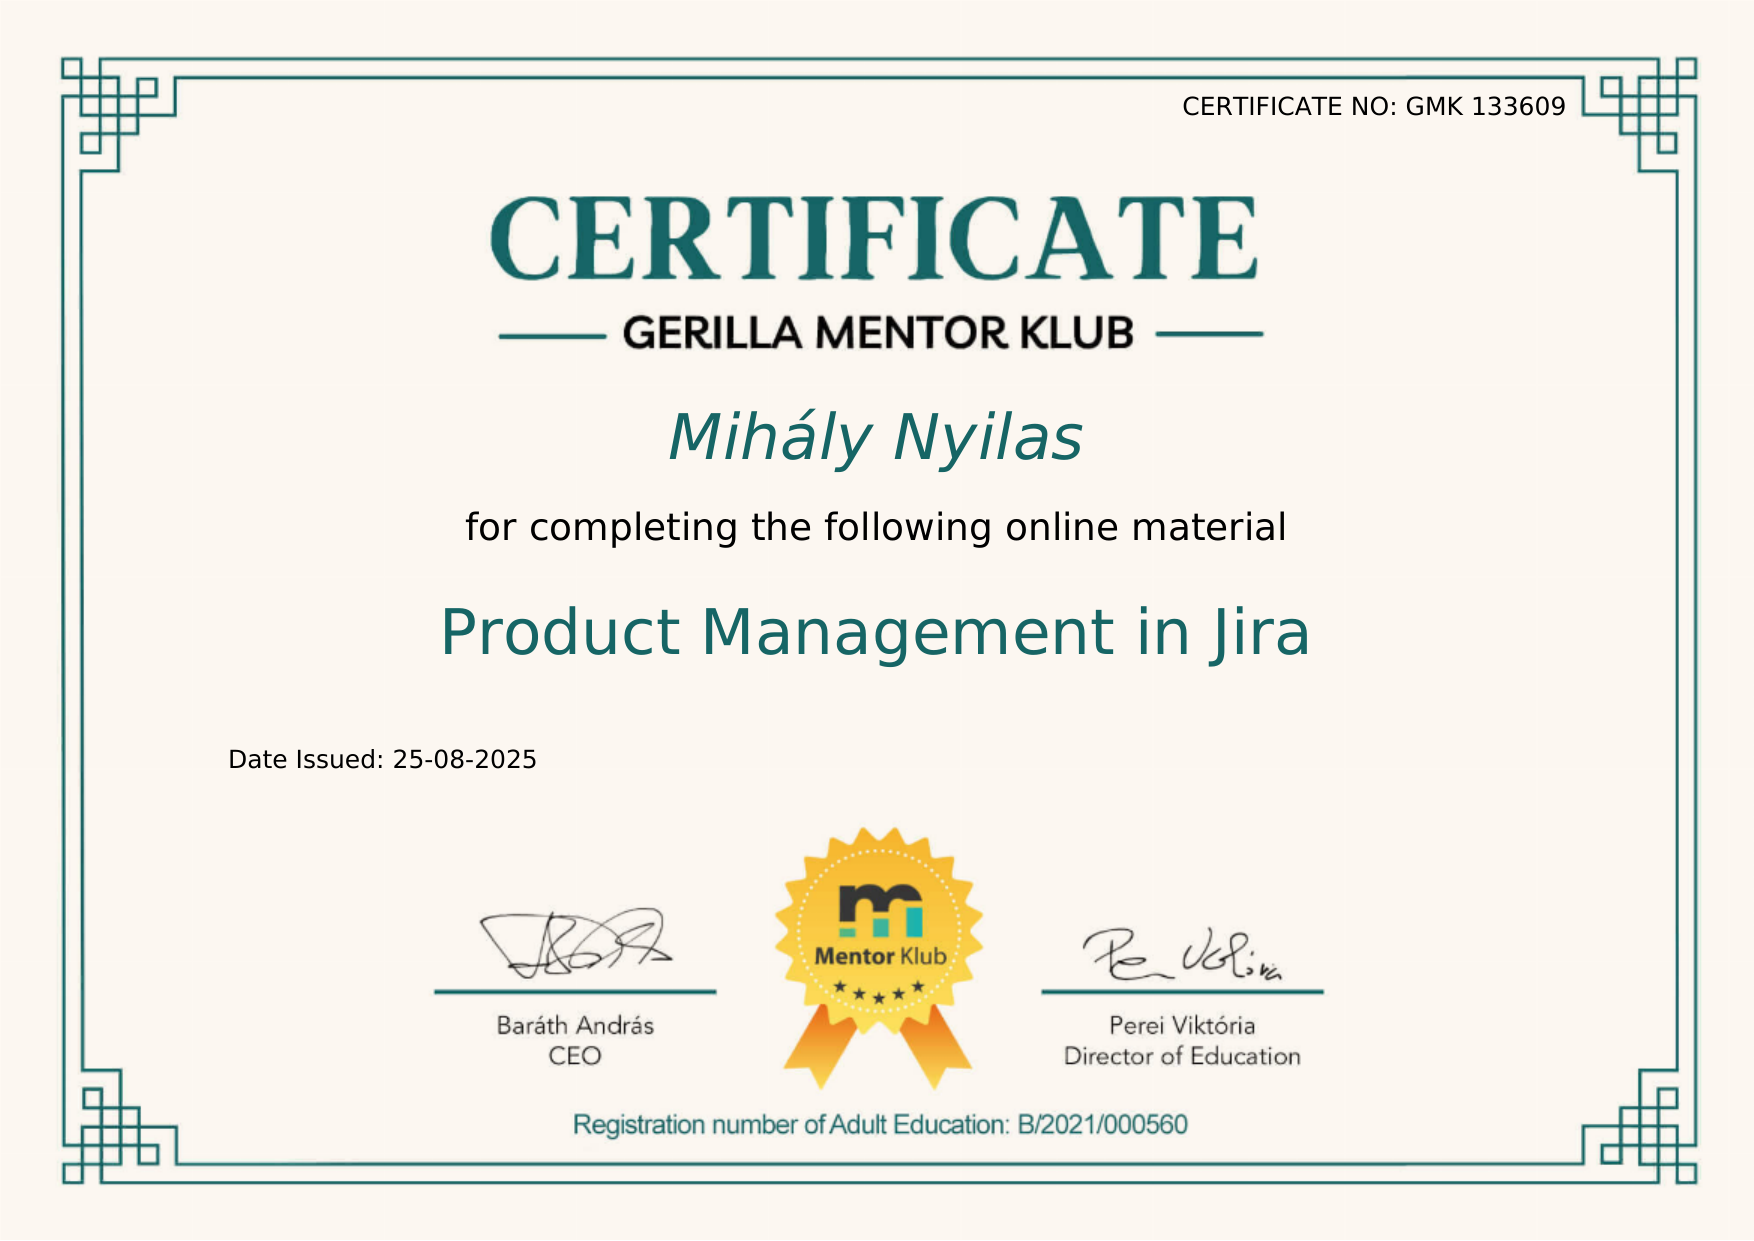 CERTIFICATE NO: GMK 133609
CERTIFICATE
GERILLA MENTOR KLUB
Mihály Nyilas
for completing the following online material
Product Management in Jira
Date Issued: 25-08-2025
Mentor Klub
Baráth András
CEO
Perei Viktória
Director of Education
Registration number of Adult Education: B/2021/000560